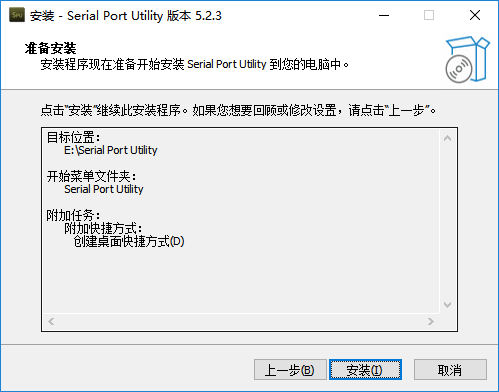 安装 - Serial Port Utility 版本 5.2.3
准备安装
安装程序现在准备开始安装 Serial Port Utility 到您的电脑中。
点击“安装”继续此安装程序。如果您想要回顾或修改设置，请点击“上一步”。
目标位置：
E:\Serial Port Utility
开始菜单文件夹：
Serial Port Utility
附加任务：
附加快捷方式：
创建桌面快捷方式(D)
上一步(B) 安装(I) 取消